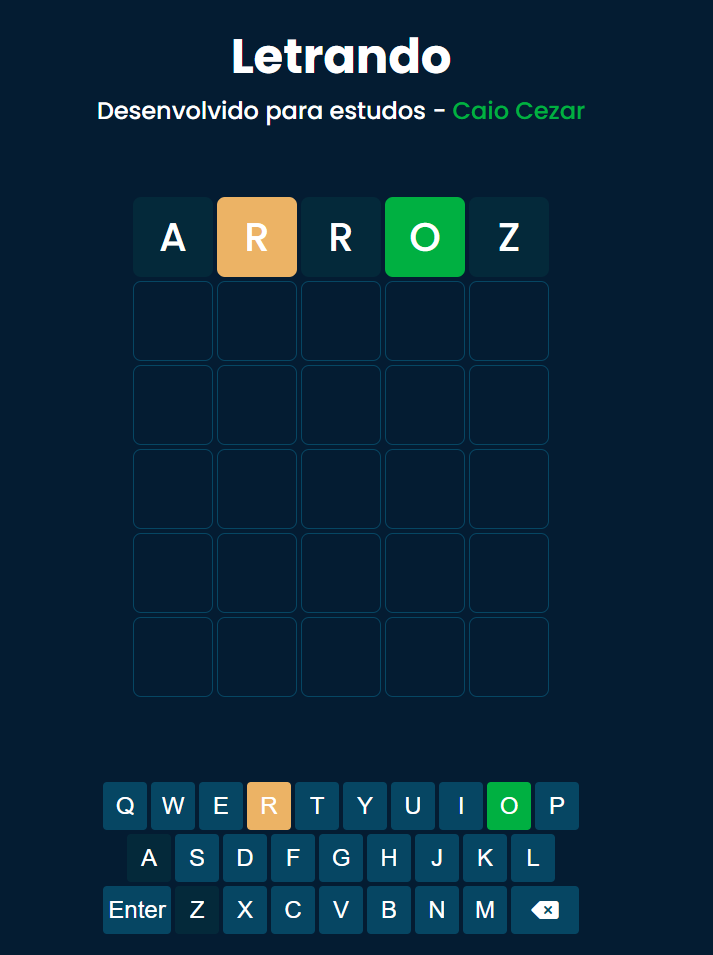 Letrando
Desenvolvido para estudos - Caio Cezar
A R R O Z
Q W E R T Y U I O P
A S D F G H J K L
Enter Z X C V B N M